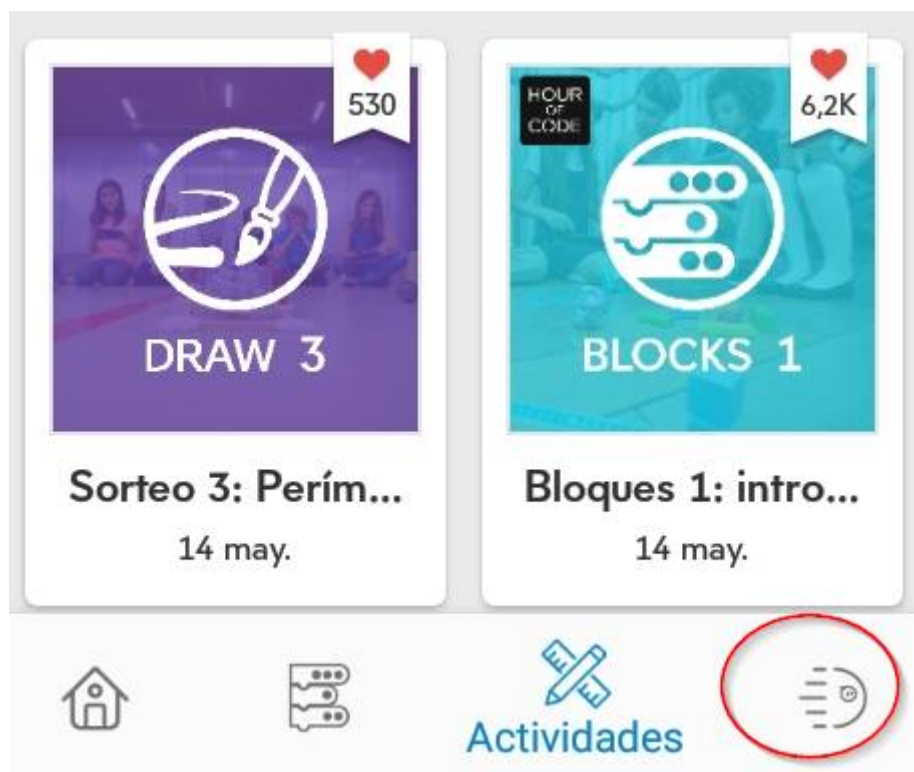 530
DRAW 3
Sorteo 3: Perím...
14 may.
HOUR
OF
CODE
6,2K
BLOCKS 1
Bloques 1: intro...
14 may.
Actividades